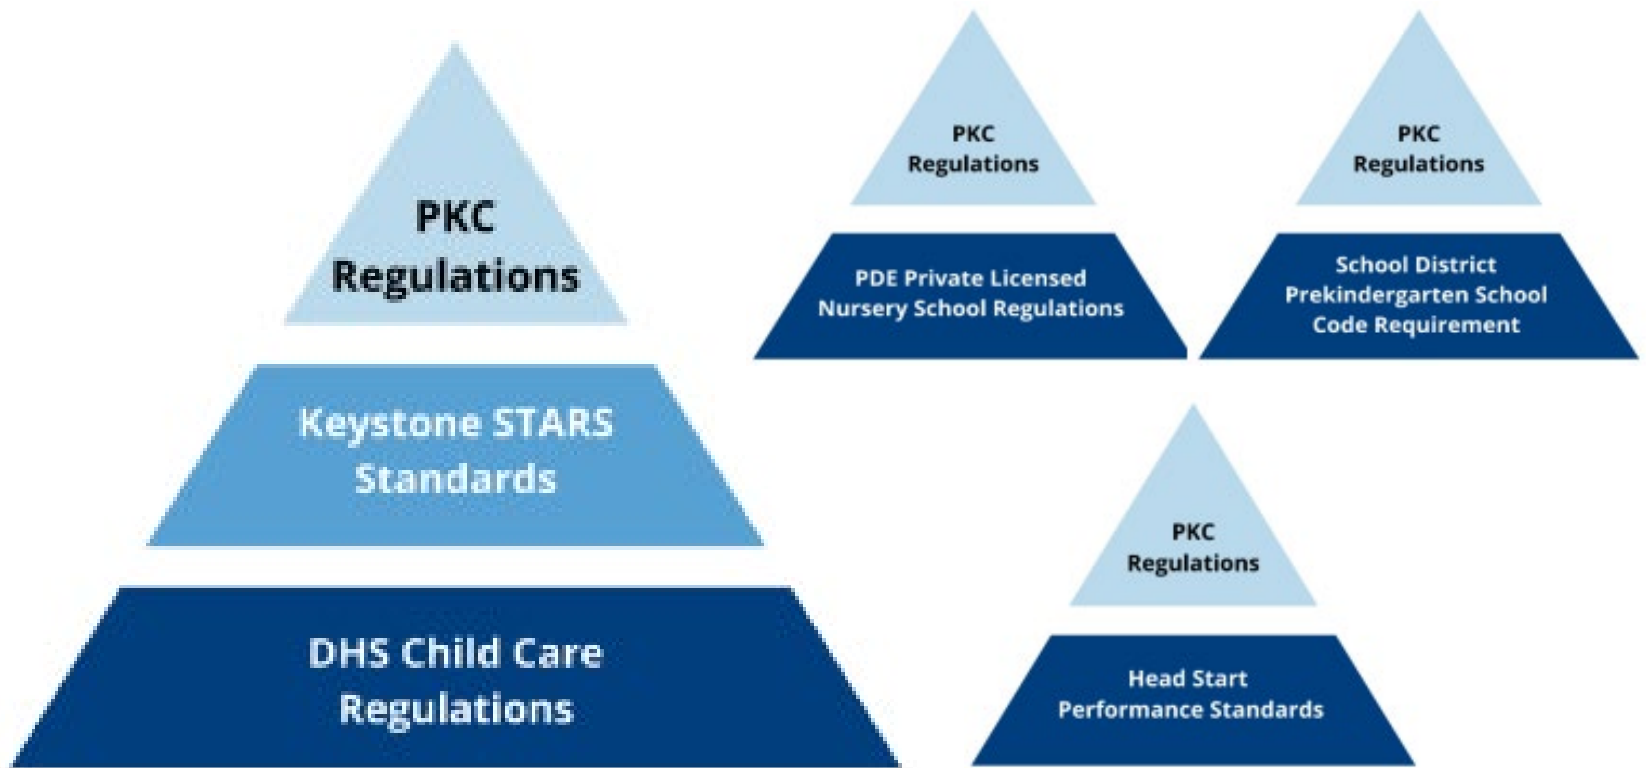 PKC
Regulations
Keystone STARS
Standards
DHS Child Care
Regulations
PKC
Regulations
PDE Private Licensed
Nursery School Regulations
PKC
Regulations
School District
Prekindergarten School
Code Requirement
PKC
Regulations
Head Start
Performance Standards